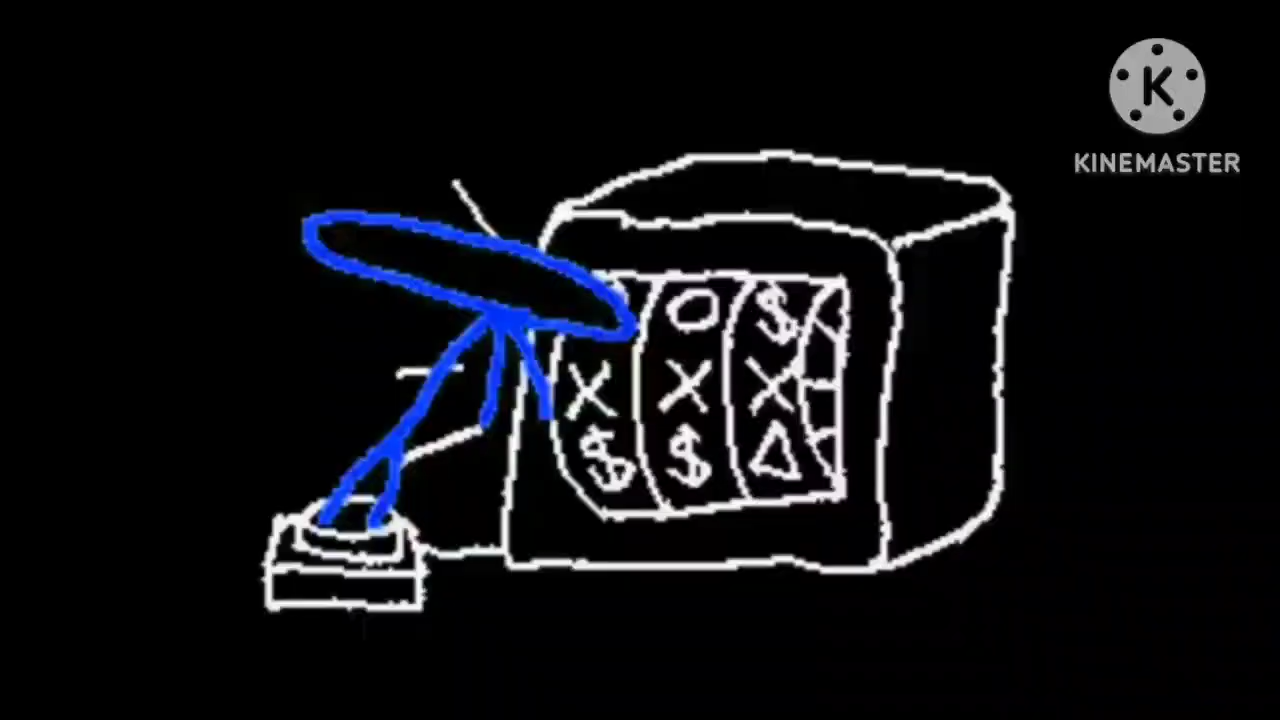 K
KINEMASTER
O $
X X X
$ $ Δ